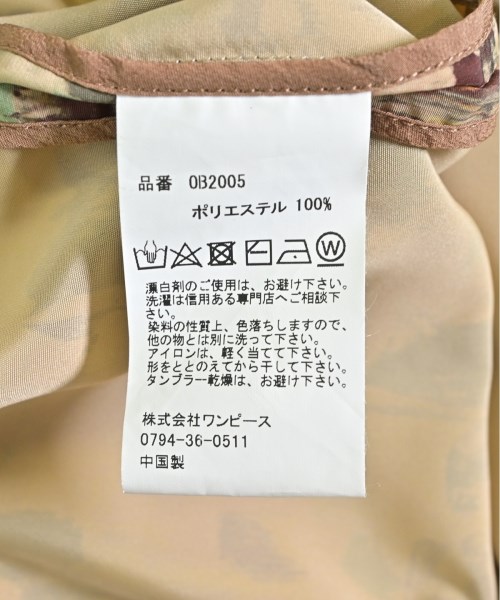 品番 OB2005
ポリエステル 100%
W
漂白剤のご使用は、お避け下さい。
洗濯は信用ある専門店へご相談下
さい。
染料の性質上、色落ちしますので、
他の物とは別に洗って下さい。
アイロンは、軽く当てて下さい。
形をととのえてから干して下さい。
タンブラー乾燥は、お避け下さい。
株式会社ワンピース
0794-36-0511
中国製